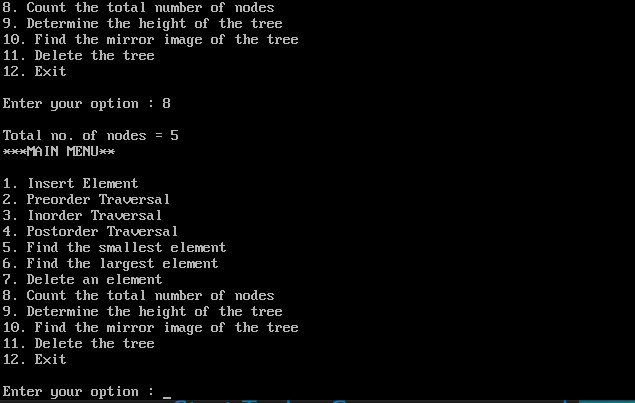 8. Count the total number of nodes
9. Determine the height of the tree
10. Find the mirror image of the tree
11. Delete the tree
12. Exit
Enter your option : 8
Total no. of nodes = 5
***MAIN MENU**
1. Insert Element
2. Preorder Traversal
3. Inorder Traversal
4. Postorder Traversal
5. Find the smallest element
6. Find the largest element
7. Delete an element
8. Count the total number of nodes
9. Determine the height of the tree
10. Find the mirror image of the tree
11. Delete the tree
12. Exit
Enter your option : _